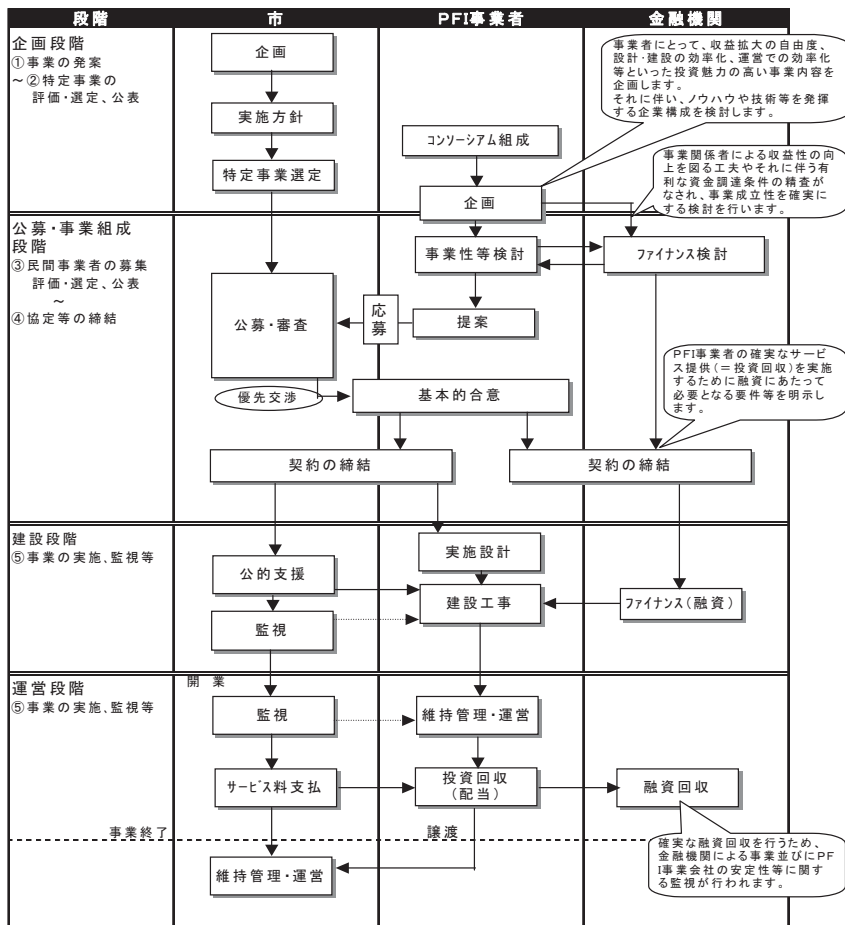 段階 市 PFI事業者 金融機関
企画段階
①事業の発案
～②特定事業の
評価・選定、公表
企画
実施方針
特定事業選定
コンソーシアム組成
企画
事業者にとって、収益拡大の自由度、
設計・建設の効率化、運営での効率化
等といった投資魅力の高い事業内容を
企画します。
それに伴い、ノウハウや技術等を発揮
する企業構成を検討します。
事業関係者による収益性の向
上を図る工夫やそれに伴う有
利な資金調達条件の精査が
なされ、事業成立性を確実に
する検討を行います。
公募・事業組成
段階
③民間事業者の募集
評価・選定、公表
～
④協定等の締結
事業性等検討
ファイナンス検討
公募・審査
応募
提案
優先交渉
基本的合意
PFI事業者の確実なサービ
ス提供（＝投資回収）を実施
するために融資にあたって
必要となる要件等を明示し
ます。
契約の締結
契約の締結
建設段階
⑤事業の実施、監視等
実施設計
公的支援
建設工事
ファイナンス（融資）
監視
運営段階
⑤事業の実施、監視等
開業
監視
維持管理・運営
サービス料支払
投資回収
（配当）
融資回収
事業終了
譲渡
維持管理・運営
確実な融資回収を行うため、
金融機関による事業並びにPF
I事業会社の安定性等に関す
る監視が行われます。